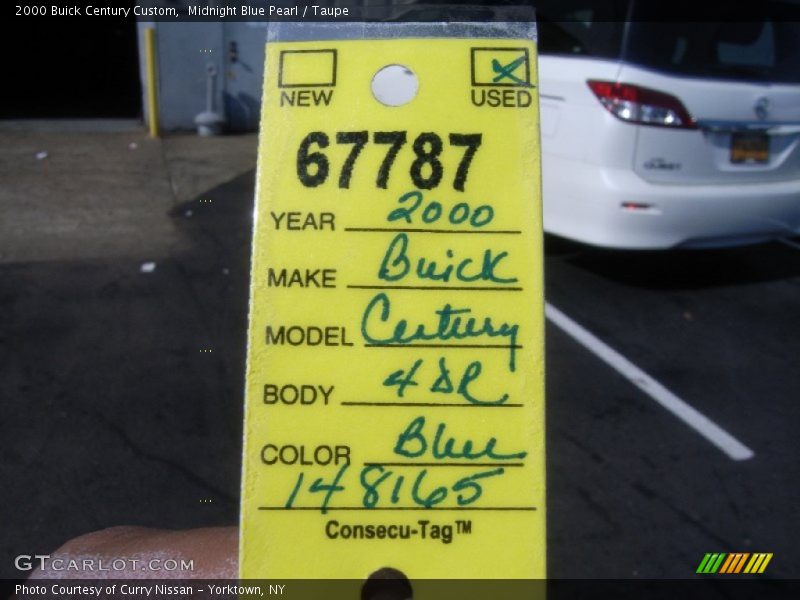 2000 Buick Century Custom,  Midnight Blue Pearl / Taupe
NEW
USED
67787
YEAR 2000
MAKE Buick
MODEL Century
BODY 4 DR
COLOR Blue
148165
Consecu-Tag™
GTCARLOT.COM
Photo Courtesy of Curry Nissan - Yorktown, NY